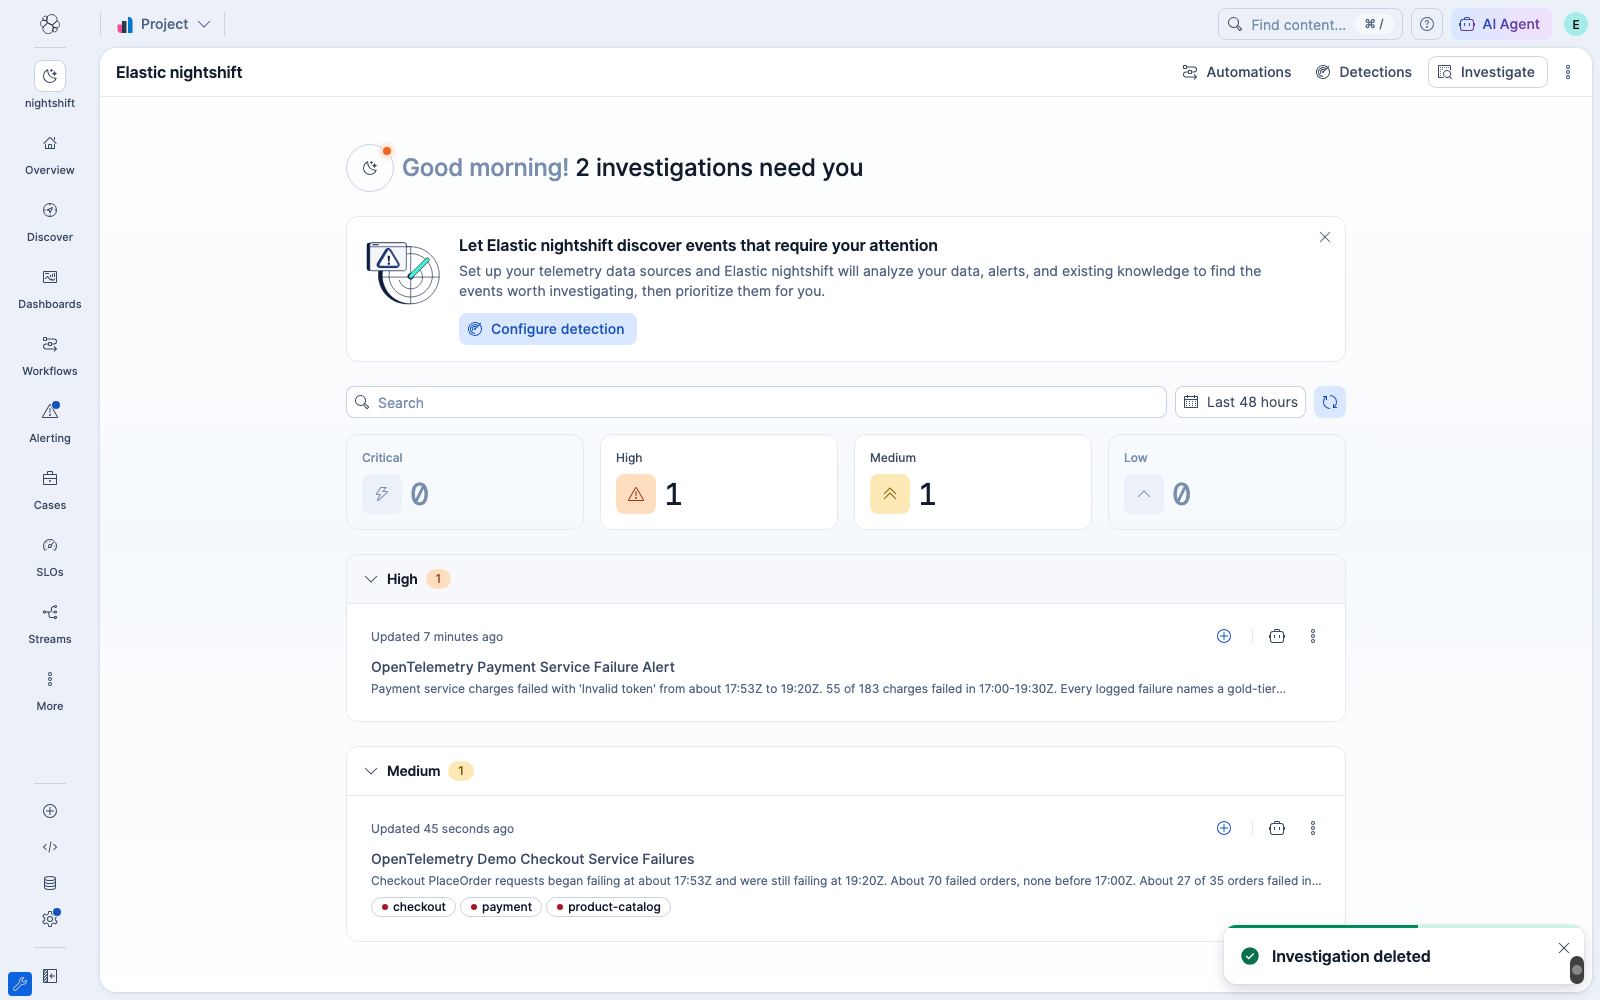 Project
Find content...
⌘ /
AI Agent
E
Elastic nightshift
Automations
Detections
Investigate
nightshift
Overview
Discover
Dashboards
Workflows
Alerting
Cases
SLOs
Streams
More
Good morning! 2 investigations need you
Let Elastic nightshift discover events that require your attention
Set up your telemetry data sources and Elastic nightshift will analyze your data, alerts, and existing knowledge to find the
events worth investigating, then prioritize them for you.
Configure detection
Search
Last 48 hours
Critical
0
High
1
Medium
1
Low
0
High 1
Updated 7 minutes ago
OpenTelemetry Payment Service Failure Alert
Payment service charges failed with 'Invalid token' from about 17:53Z to 19:20Z. 55 of 183 charges failed in 17:00-19:30Z. Every logged failure names a gold-tier...
Medium 1
Updated 45 seconds ago
OpenTelemetry Demo Checkout Service Failures
Checkout PlaceOrder requests began failing at about 17:53Z and were still failing at 19:20Z. About 70 failed orders, none before 17:00Z. About 27 of 35 orders failed in...
checkout
payment
product-catalog
Investigation deleted